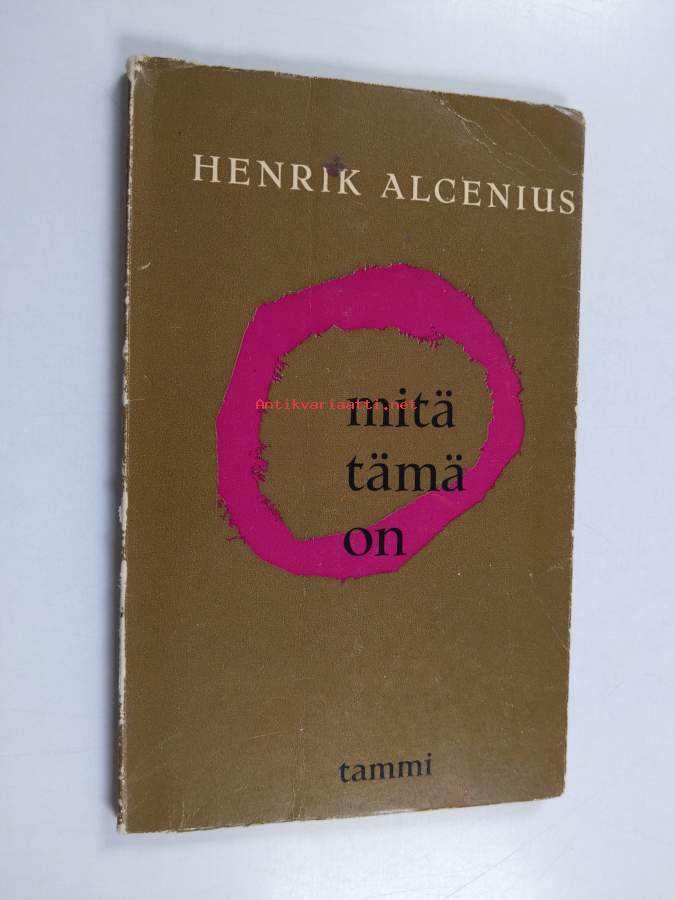 HENRIK ALCENIUS
Antikvariaatti.net
mitä
tämä
on
tammi